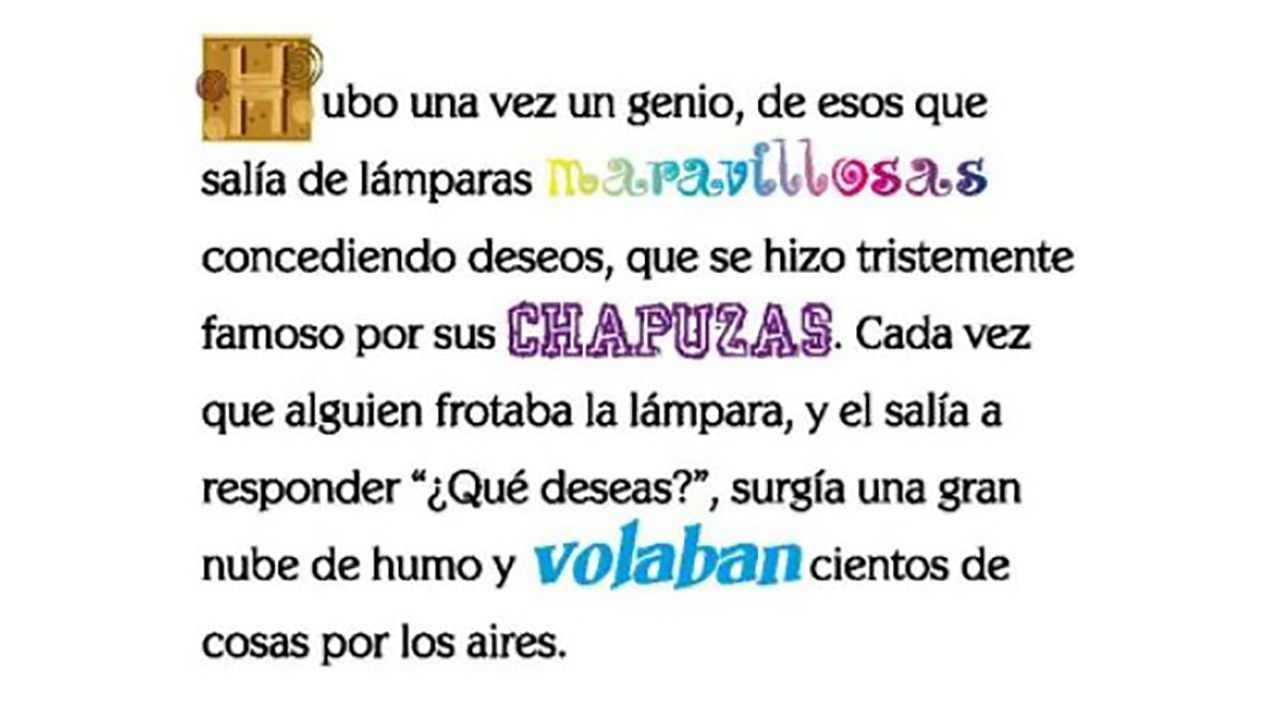 Hubo una vez un genio, de esos que
salía de lámparas maravillosas
concediendo deseos, que se hizo tristemente
famoso por sus CHAPUZAS. Cada vez
que alguien frotaba la lámpara, y el salía a
responder “¿Qué deseas?”, surgía una gran
nube de humo y volaban cientos de
cosas por los aires.